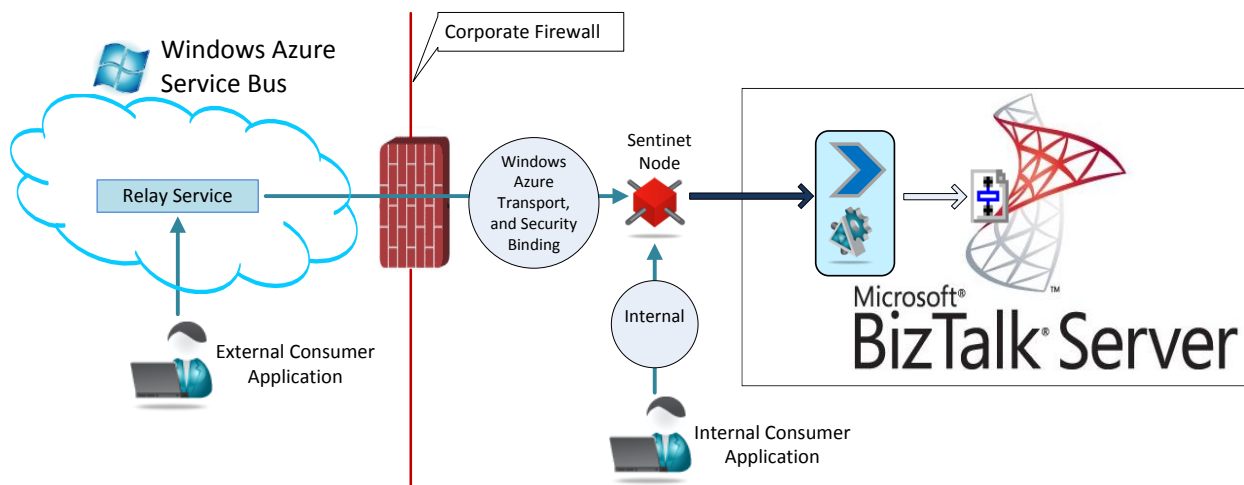 Windows Azure
Service Bus
Corporate Firewall
Relay Service
Windows
Azure
Transport,
and Security
Binding
Sentinet
Node
Internal
External Consumer
Application
Internal Consumer
Application
Microsoft®
BizTalk® Server
TM